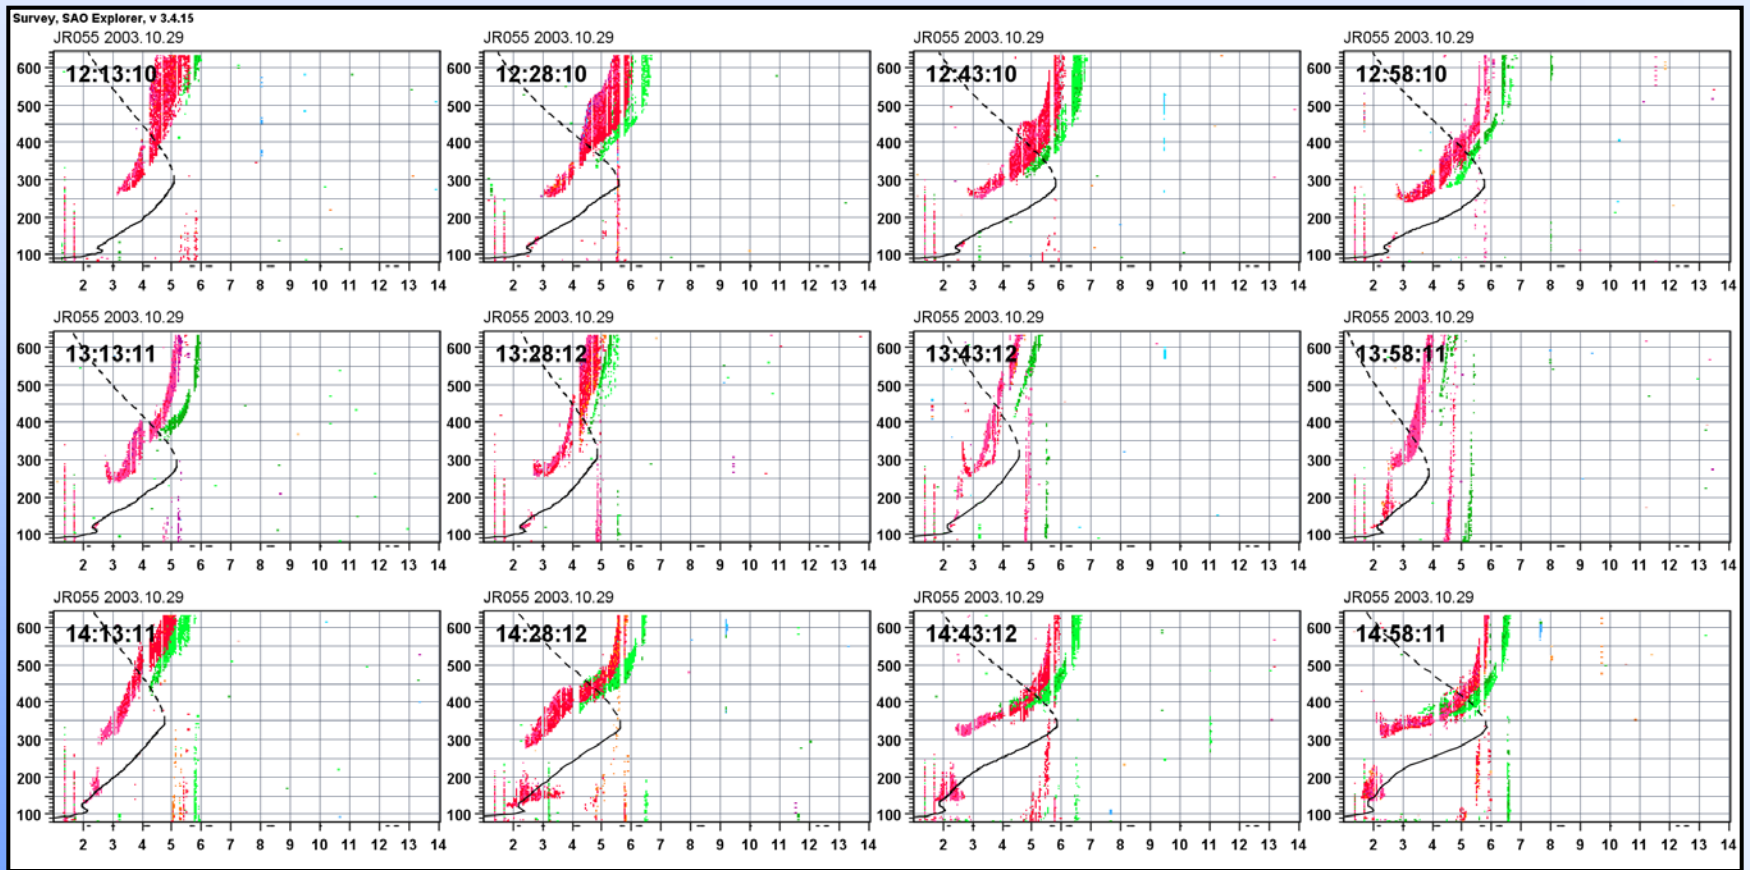 Survey, SAO Explorer, v 3.4.15
JR055 2003.10.29
JR055 2003.10.29
JR055 2003.10.29
JR055 2003.10.29
12:13:10
12:28:10
12:43:10
12:58:10
600 600 600 600
500 500 500 500
400 400 400 400
300 300 300 300
200 200 200 200
100 100 100 100
2 3 4 5 6 7 8 9 10 11 12 13 14
2 3 4 5 6 7 8 9 10 11 12 13 14
2 3 4 5 6 7 8 9 10 11 12 13 14
2 3 4 5 6 7 8 9 10 11 12 13 14
JR055 2003.10.29
JR055 2003.10.29
JR055 2003.10.29
JR055 2003.10.29
13:13:11
13:28:12
13:43:12
13:58:11
600 600 600 600
500 500 500 500
400 400 400 400
300 300 300 300
200 200 200 200
100 100 100 100
2 3 4 5 6 7 8 9 10 11 12 13 14
2 3 4 5 6 7 8 9 10 11 12 13 14
2 3 4 5 6 7 8 9 10 11 12 13 14
2 3 4 5 6 7 8 9 10 11 12 13 14
JR055 2003.10.29
JR055 2003.10.29
JR055 2003.10.29
JR055 2003.10.29
14:13:11
14:28:12
14:43:12
14:58:11
600 600 600 600
500 500 500 500
400 400 400 400
300 300 300 300
200 200 200 200
100 100 100 100
2 3 4 5 6 7 8 9 10 11 12 13 14
2 3 4 5 6 7 8 9 10 11 12 13 14
2 3 4 5 6 7 8 9 10 11 12 13 14
2 3 4 5 6 7 8 9 10 11 12 13 14